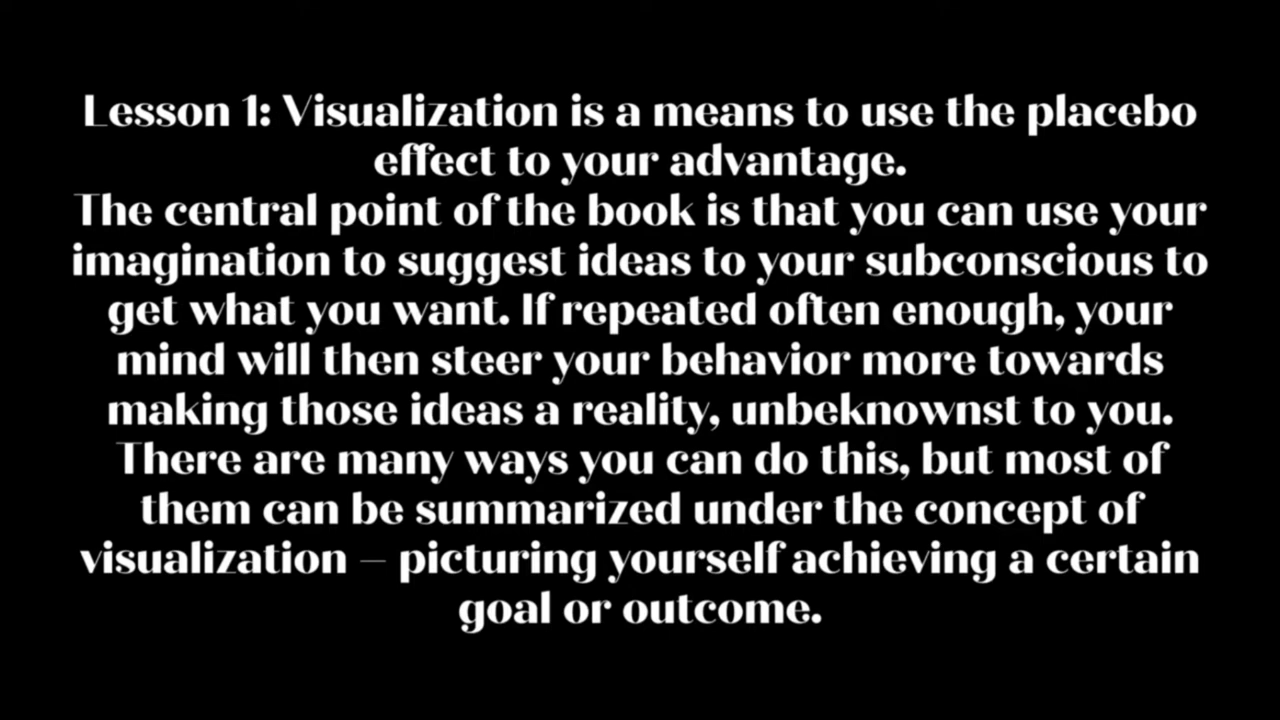 Lesson 1: Visualization is a means to use the placebo
effect to your advantage.
The central point of the book is that you can use your
imagination to suggest ideas to your subconscious to
get what you want. If repeated often enough, your
mind will then steer your behavior more towards
making those ideas a reality, unbeknownst to you.
There are many ways you can do this, but most of
them can be summarized under the concept of
visualization – picturing yourself achieving a certain
goal or outcome.